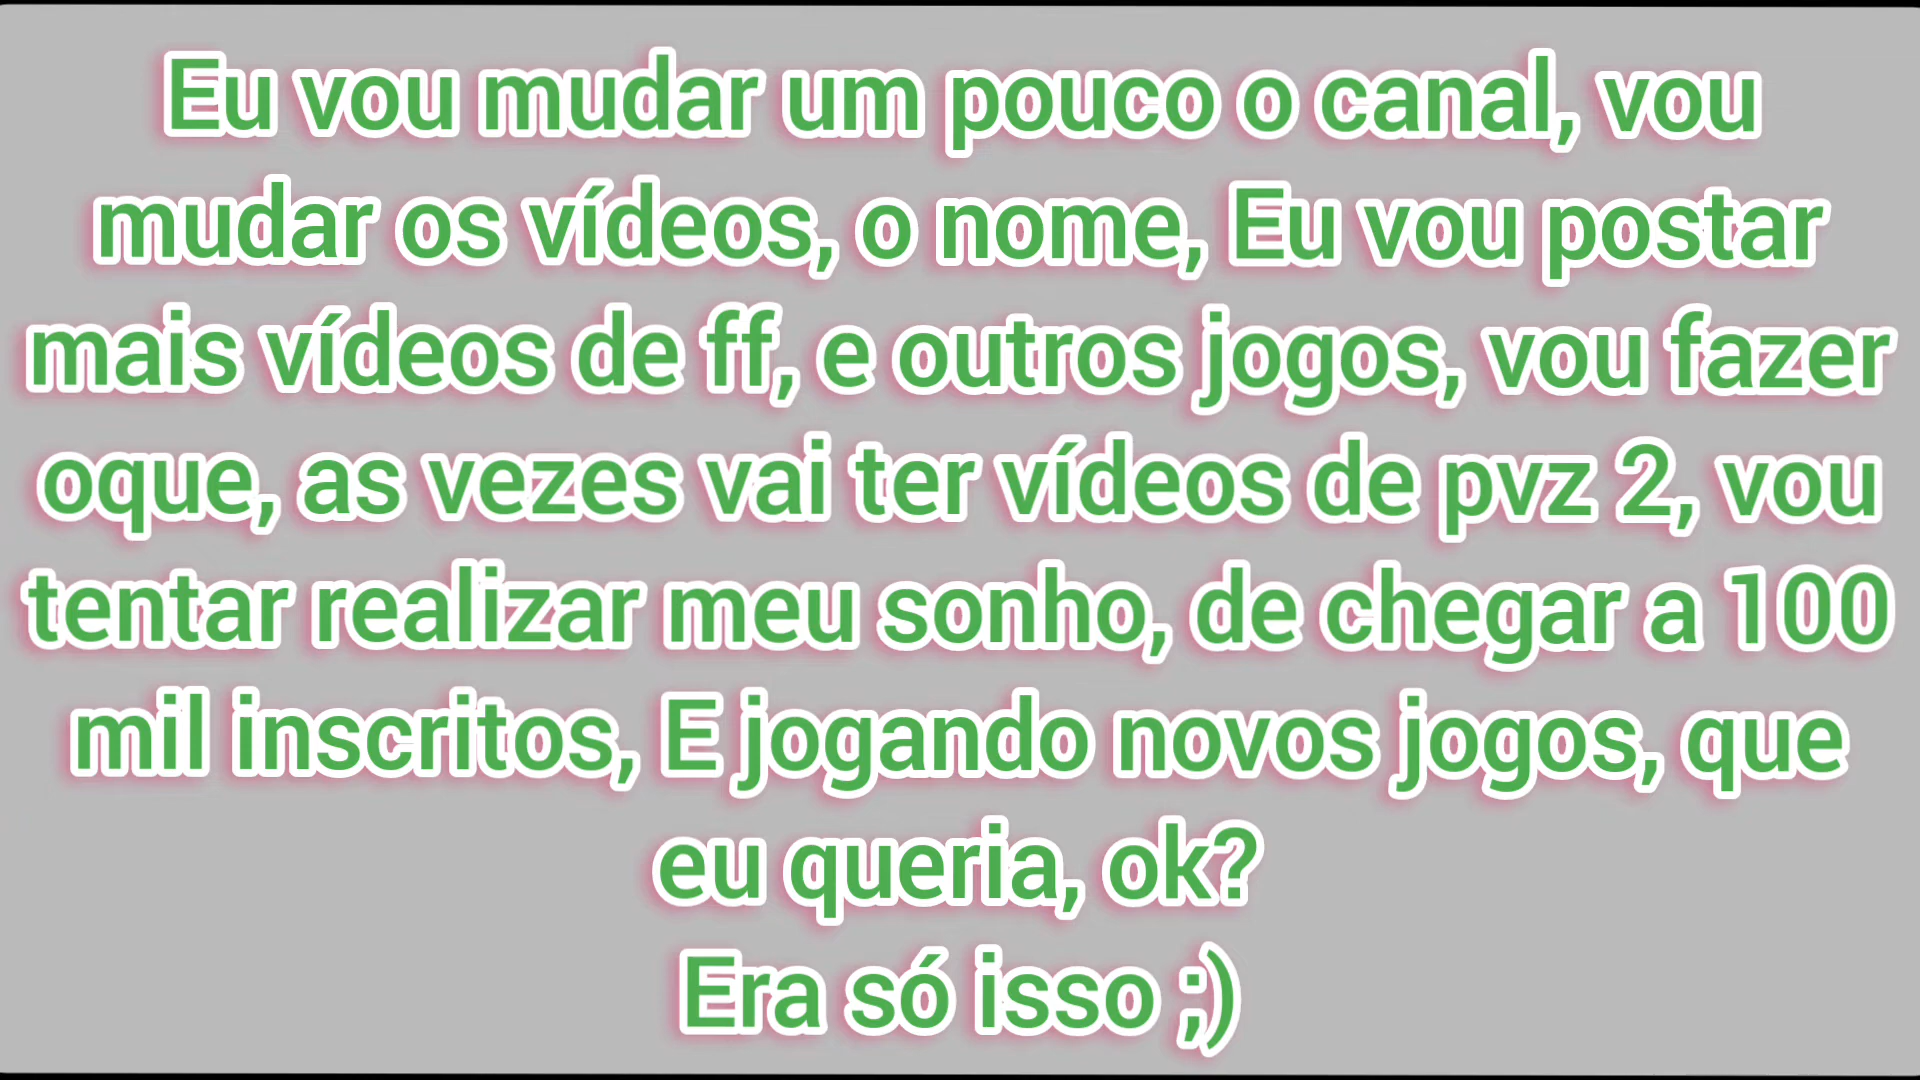 Eu vou mudar um pouco o canal, vou
mudar os vídeos, o nome, Eu vou postar
mais vídeos de ff, e outros jogos, vou fazer
oque, as vezes vai ter vídeos de pvz 2, vou
tentar realizar meu sonho, de chegar a 100
mil inscritos, E jogando novos jogos, que
eu queria, ok?
Era só isso ;)